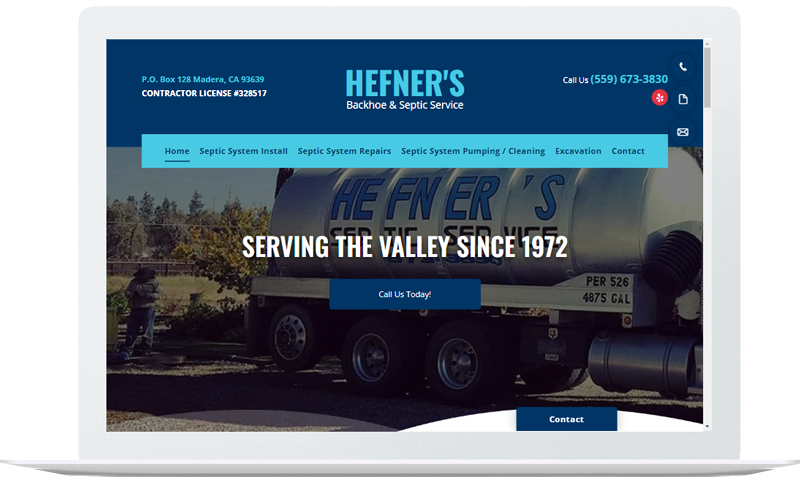 P.O. Box 128 Madera, CA 93639
CONTRACTOR LICENSE #328517
HEFNER'S
Backhoe & Septic Service
Call Us (559) 673-3830
Home Septic System Install Septic System Repairs Septic System Pumping / Cleaning Excavation Contact
HEFNER'S
SEPTIC SERVICE
SERVING THE VALLEY SINCE 1972
PER 526
4875 GAL
Call Us Today!
Contact